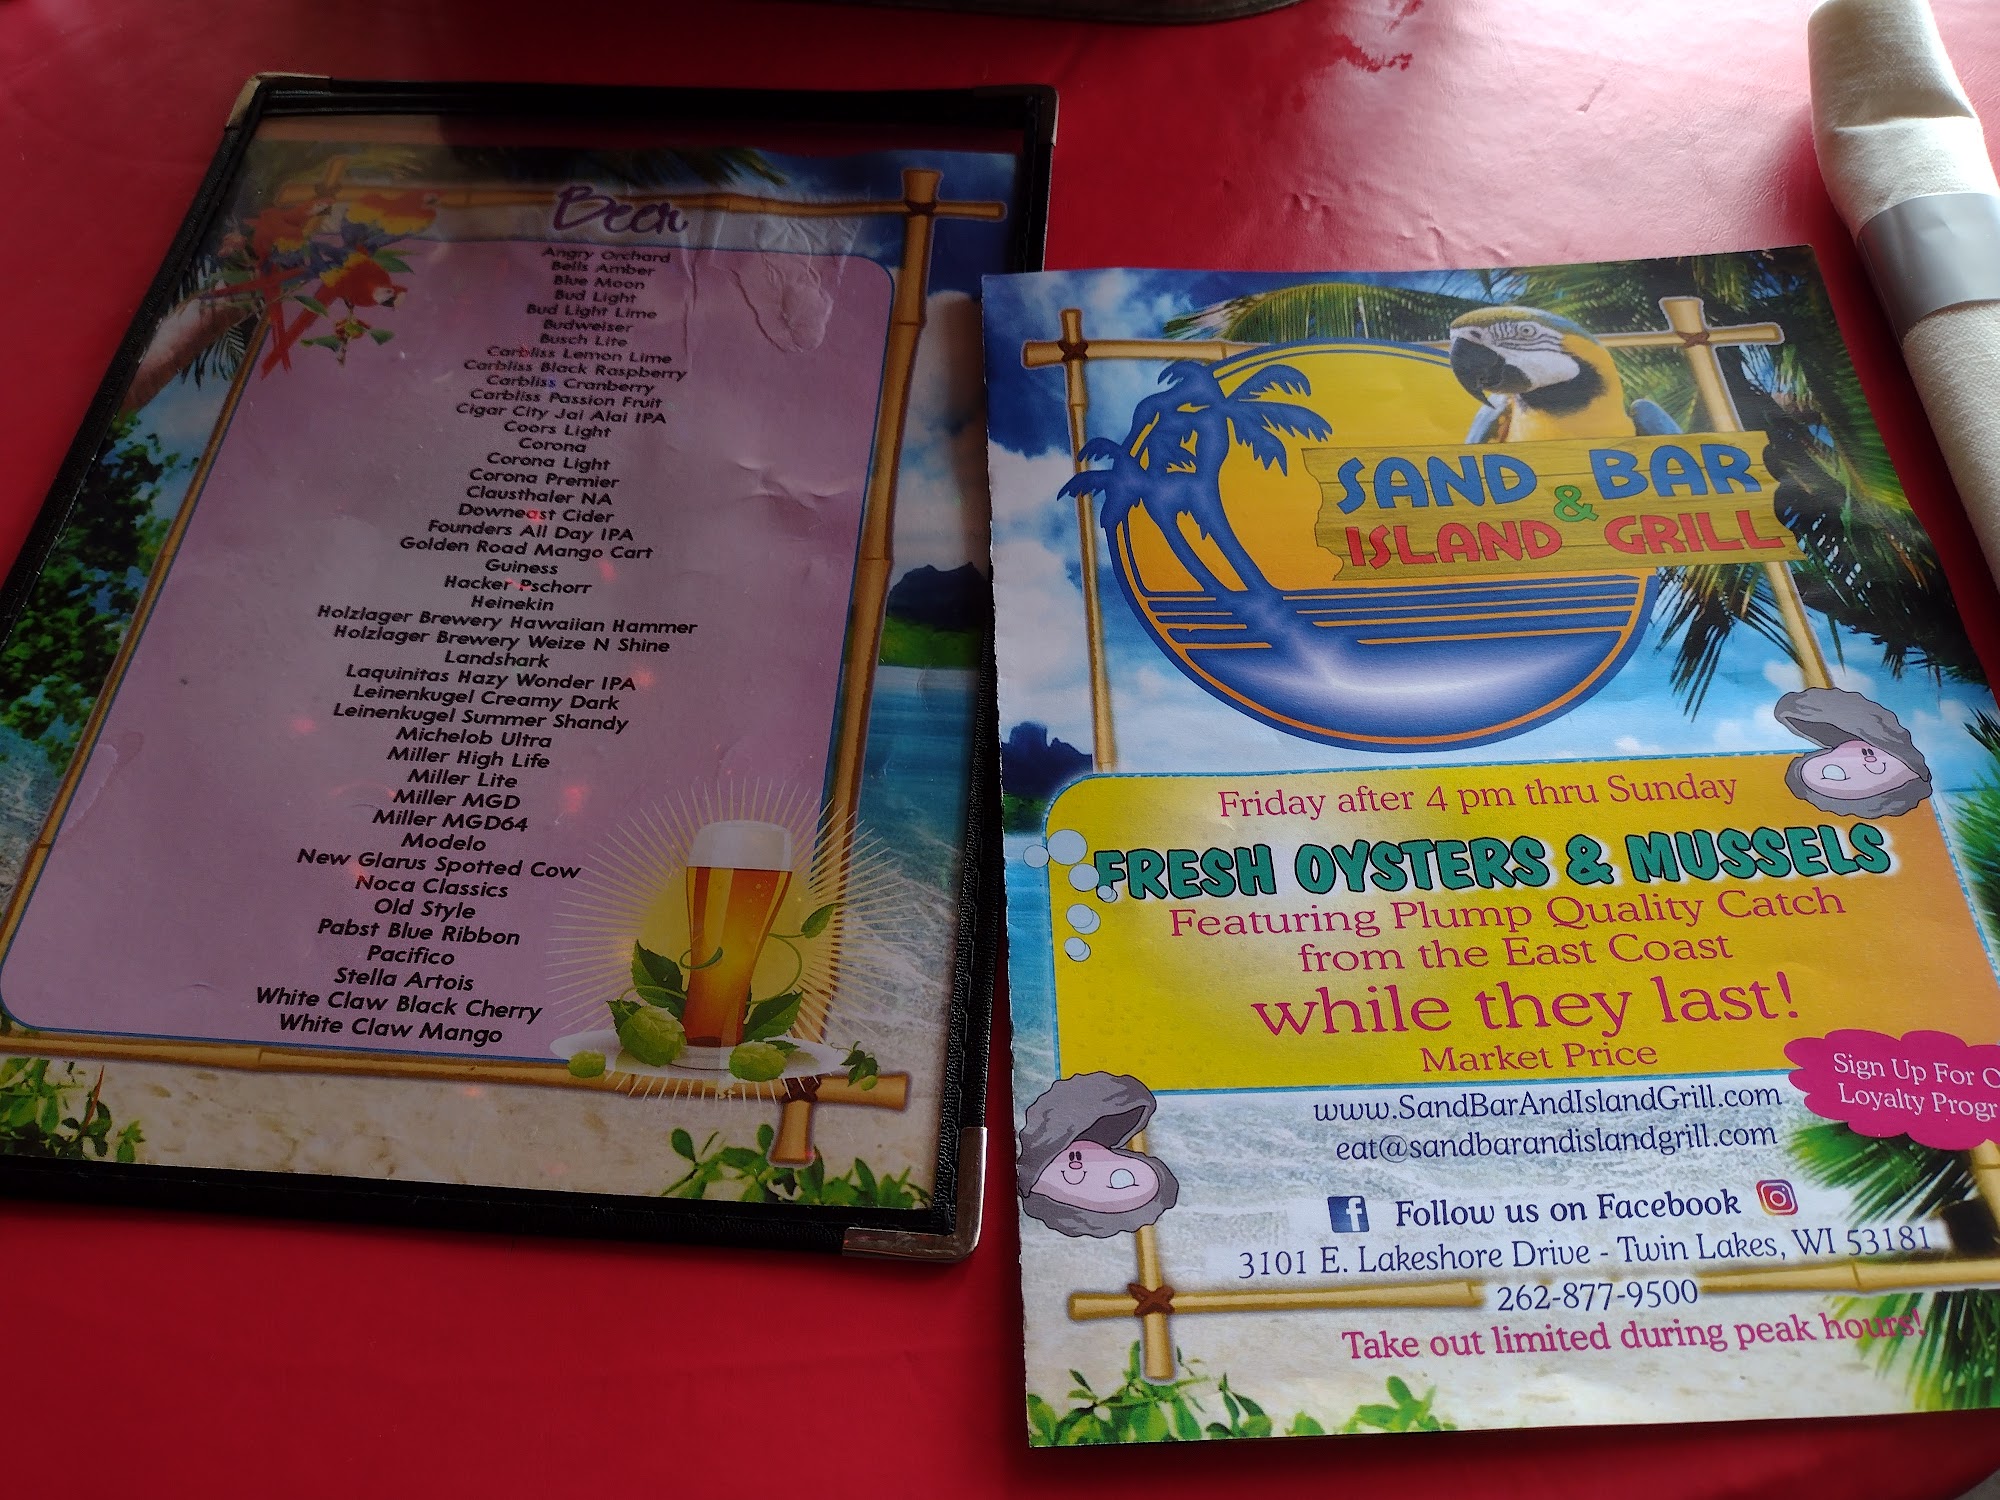 Beer
Angry Orchard
Bells Amber
Blue Moon
Bud Light
Bud Light Lime
Budweiser
Busch Lite
Carbliss Lemon Lime
Carbliss Black Raspberry
Carbliss Cranberry
Carbliss Passion Fruit
Cigar City Jai Alai IPA
Coors Light
Corona
Corona Light
Corona Premier
Clausthaler NA
Downeast Cider
Founders All Day IPA
Golden Road Mango Cart
Guiness
Hacker Pschorr
Heinekin
Holzlager Brewery Hawaiian Hammer
Holzlager Brewery Weize N Shine
Landshark
Laquinitas Hazy Wonder IPA
Leinenkugel Creamy Dark
Leinenkugel Summer Shandy
Michelob Ultra
Miller High Life
Miller Lite
Miller MGD
Miller MGD64
Modelo
New Glarus Spotted Cow
Noca Classics
Old Style
Pabst Blue Ribbon
Pacifico
Stella Artois
White Claw Black Cherry
White Claw Mango
SAND BAR
&
ISLAND GRILL
Friday after 4 pm thru Sunday
FRESH OYSTERS & MUSSELS
Featuring Plump Quality Catch
from the East Coast
while they last!
Market Price
Sign Up For O
Loyalty Progr
www.SandBarAndIslandGrill.com
eat@sandbarandislandgrill.com
Follow us on Facebook
3101 E. Lakeshore Drive - Twin Lakes, WI 53181
262-877-9500
Take out limited during peak hours!